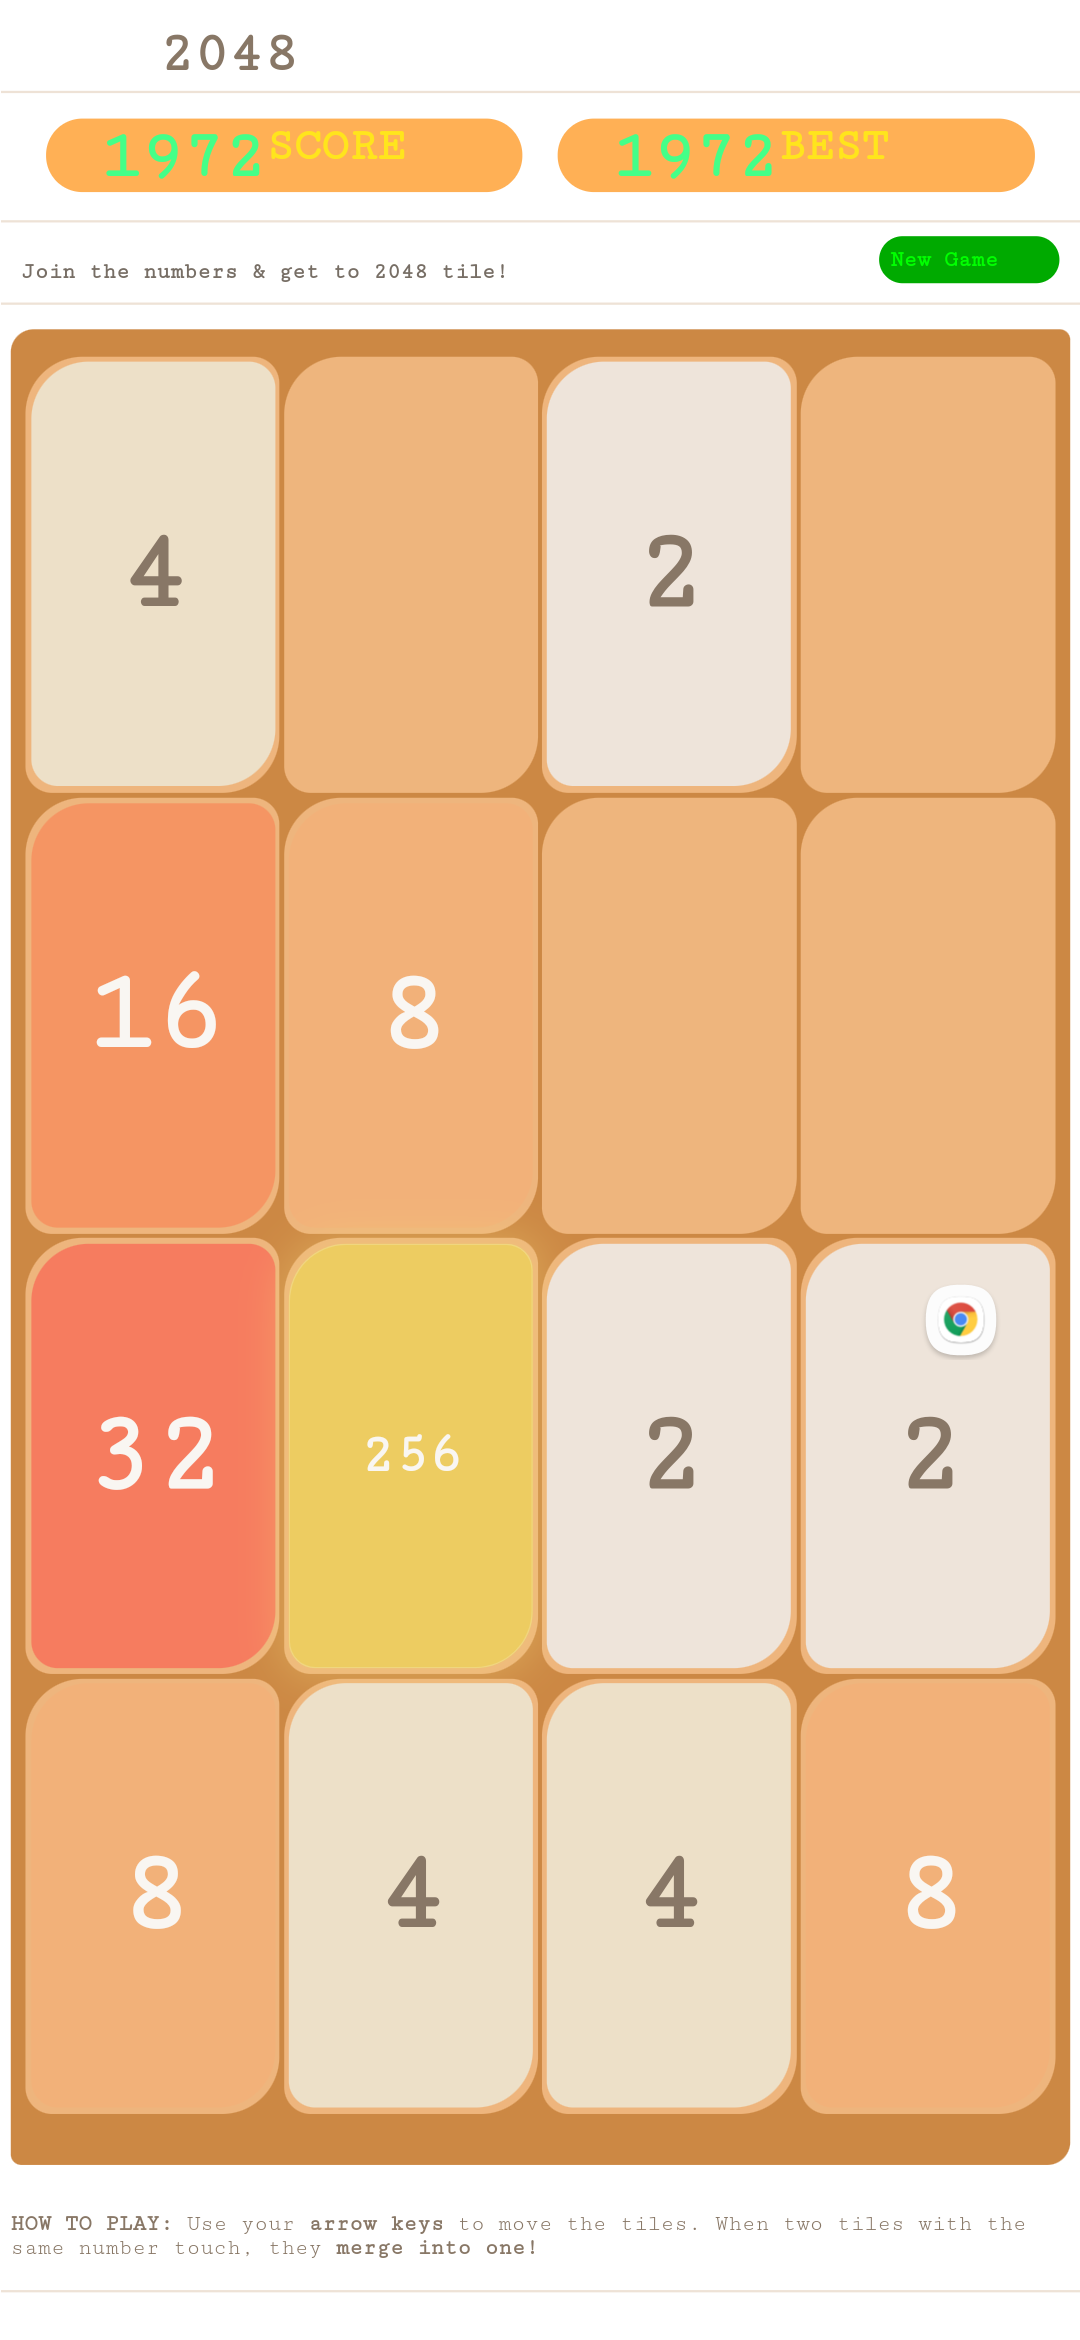 2048
1972 SCORE 1972 BEST
Join the numbers & get to 2048 tile! New Game
4 2
16 8
32 256 2 2
8 4 4 8
HOW TO PLAY: Use your arrow keys to move the tiles. When two tiles with the
same number touch, they merge into one!